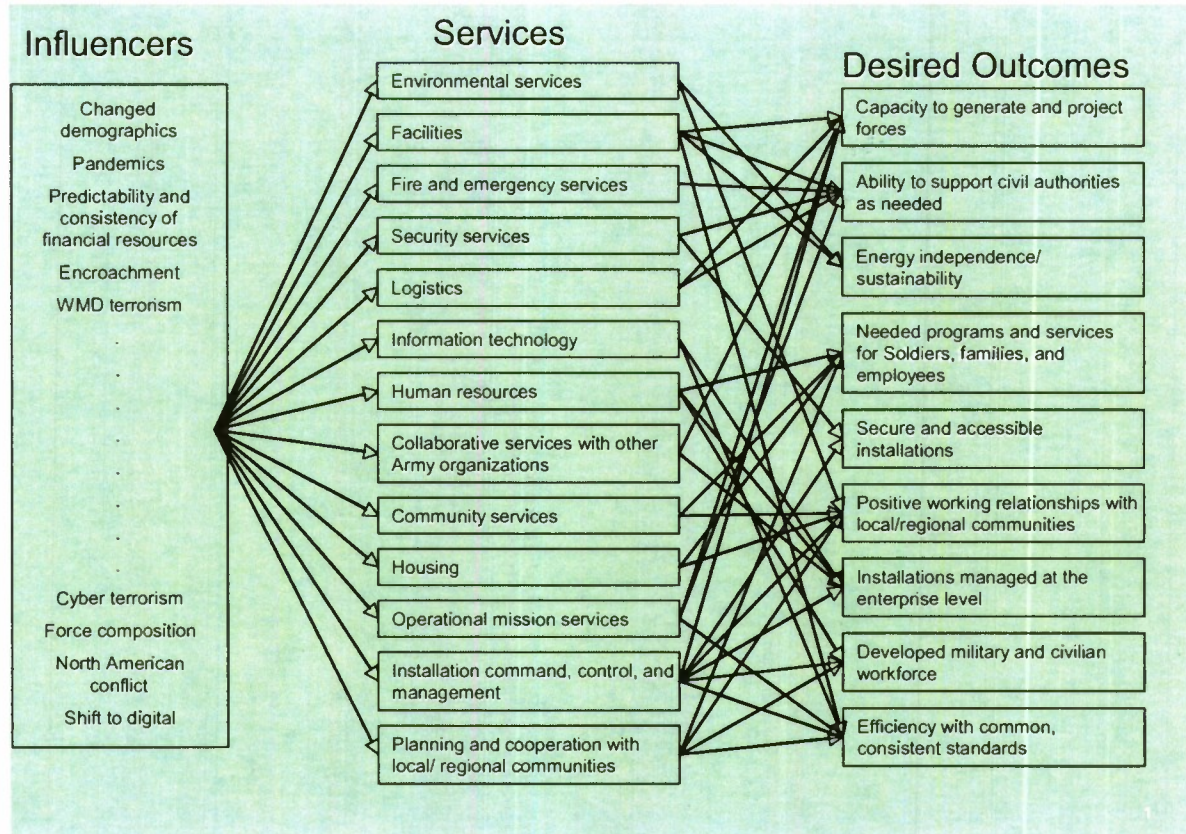 Influencers
Changed
demographics
Pandemics
Predictability and
consistency of
financial resources
Encroachment
WMD terrorism
.
.
.
.
.
.
.
.
Cyber terrorism
Force composition
North American
conflict
Shift to digital
Services
Environmental services
Facilities
Fire and emergency services
Security services
Logistics
Information technology
Human resources
Collaborative services with other
Army organizations
Community services
Housing
Operational mission services
Installation command, control, and
management
Planning and cooperation with
local/ regional communities
Desired Outcomes
Capacity to generate and project
forces
Ability to support civil authorities
as needed
Energy independence/
sustainability
Needed programs and services
for Soldiers, families, and
employees
Secure and accessible
installations
Positive working relationships with
local/regional communities
Installations managed at the
enterprise level
Developed military and civilian
workforce
Efficiency with common,
consistent standards